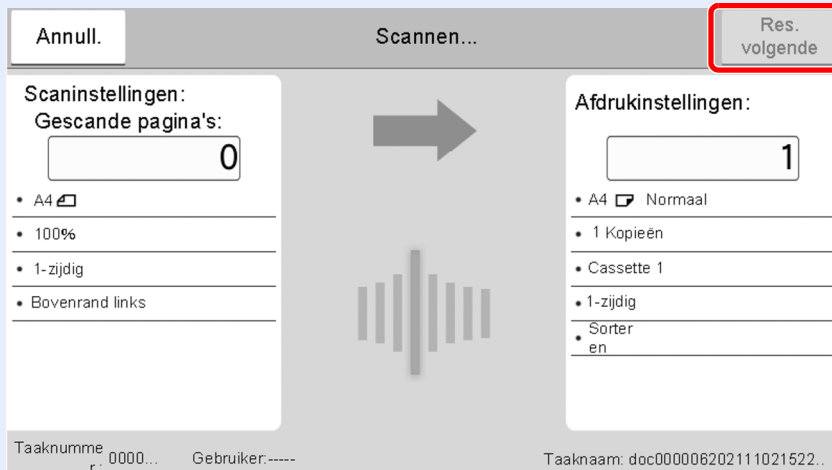 Annull.
Scannen...
Res.
volgende
Scaninstellingen:
Gescande pagina's:
0
• A4
• 100%
• 1-zijdig
• Bovenrand links
Afdrukinstellingen:
1
• A4 Normaal
• 1 Kopieën
• Cassette 1
• 1-zijdig
• Sorter
en
Taaknumme
r.: 0000...
Gebruiker:-----
Taaknaam: doc000006202111021522..